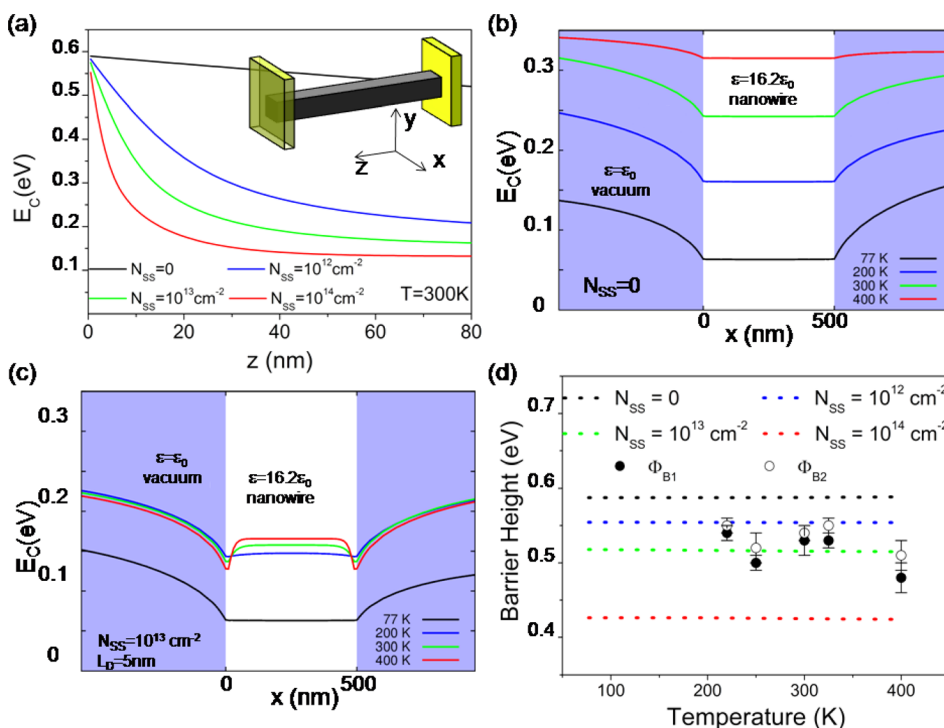 (a)
0.6
0.5
0.4
0.3
0.2
0.1
E_C(eV)
y
z
x
N_SS=0
N_SS=10^12cm^-2
N_SS=10^13cm^-2
N_SS=10^14cm^-2
T=300K
0 20 40 60 80
z (nm)
(b)
0.3
0.2
0.1
0
E_C(eV)
ε=16.2ε_0
nanowire
ε=ε_0
vacuum
N_SS=0
77 K
200 K
300 K
400 K
0 500
x (nm)
(c)
0.3
0.2
0.1
0
E_C(eV)
ε=ε_0
vacuum
ε=16.2ε_0
nanowire
N_SS=10^13 cm^-2
L_D=5nm
77 K
200 K
300 K
400 K
0 500
x (nm)
(d)
0.7
0.6
0.5
0.4
Barrier Height (eV)
N_SS = 0
N_SS = 10^12 cm^-2
N_SS = 10^13 cm^-2
N_SS = 10^14 cm^-2
Φ_B1
Φ_B2
100 200 300 400
Temperature (K)